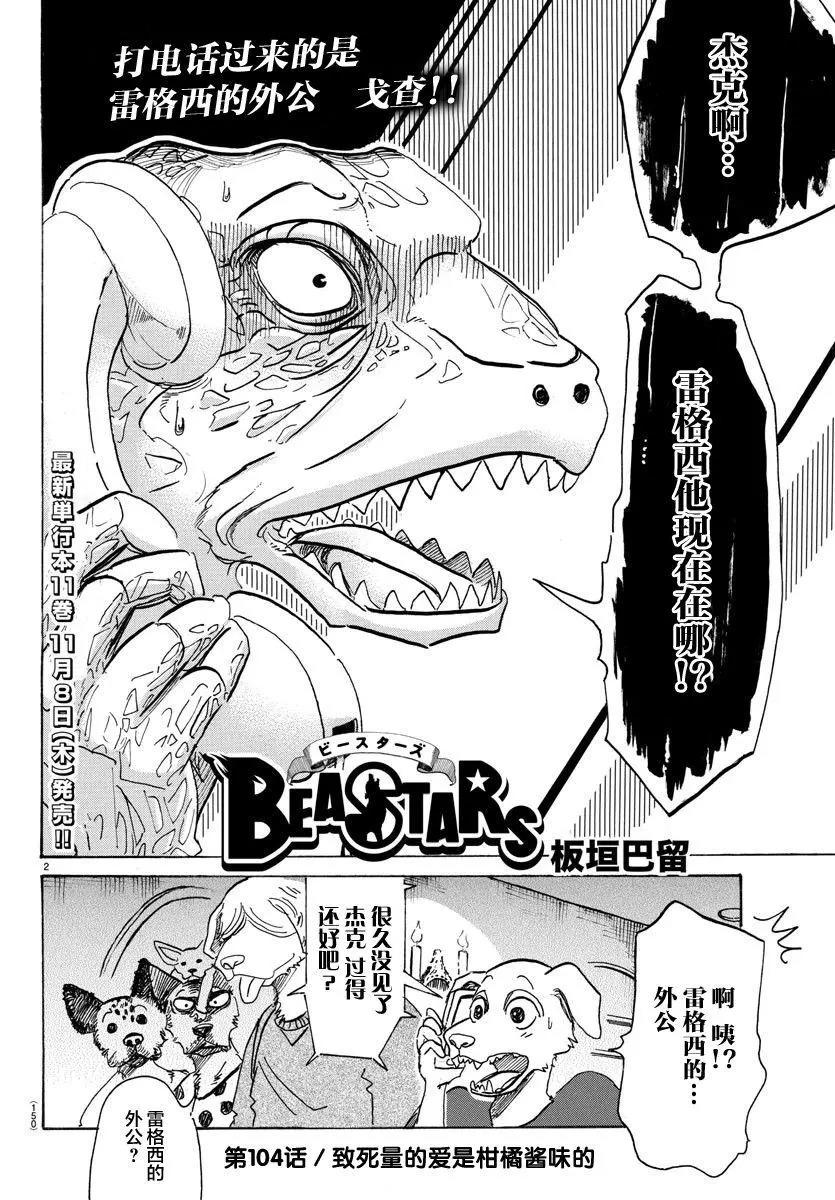 打电话过来的是
雷格西的外公 戈查!!
杰克啊…
雷格西他现在在哪!?
最新単行本11巻 11月8日(木)発売!!
ビースターズ
BEASTARS
板垣巴留
2
啊 咦!?
雷格西的…
外公
很久没见了
杰克 过得
还好吧?
雷格西的
外公?
(150)
第104话 / 致死量的爱是柑橘酱味的